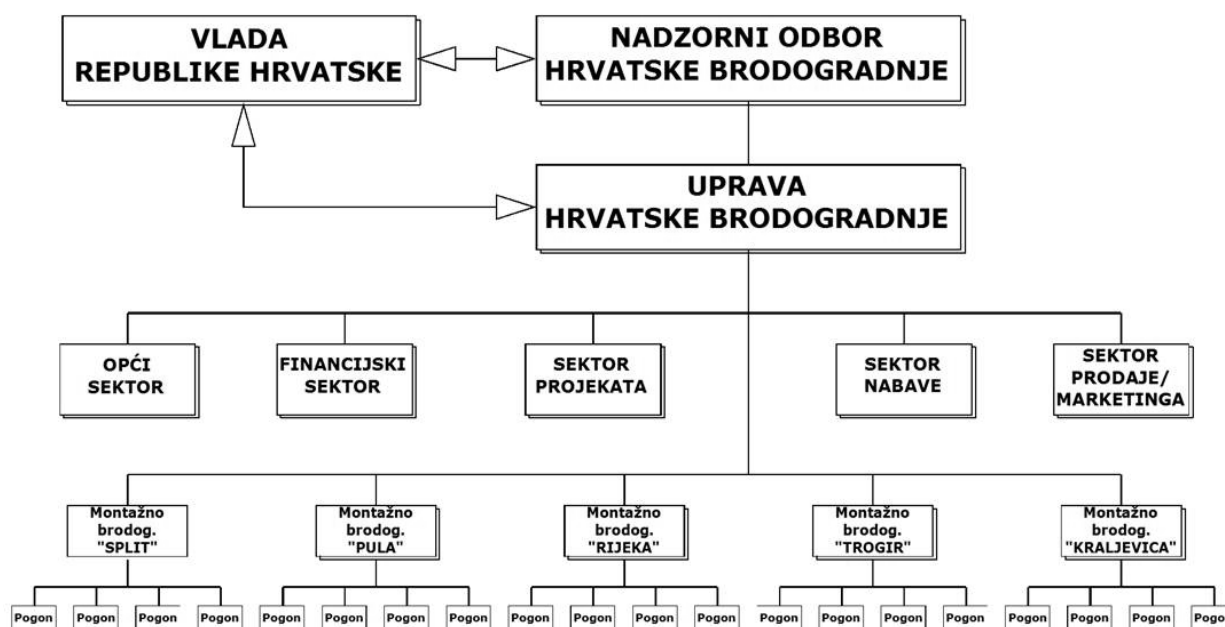 VLADA
REPUBLIKE HRVATSKE
NADZORNI ODBOR
HRVATSKE BRODOGRADNJE
UPRAVA
HRVATSKE BRODOGRADNJE
OPĆI
SEKTOR
FINANCIJSKI
SEKTOR
SEKTOR
PROJEKATA
SEKTOR
NABAVE
SEKTOR
PRODAJE/
MARKETINGA
Montažno
brodog.
"SPLIT"
Montažno
brodog.
"PULA"
Montažno
brodog.
"RIJEKA"
Montažno
brodog.
"TROGIR"
Montažno
brodog.
"KRALJEVICA"
Pogon Pogon Pogon Pogon Pogon Pogon Pogon Pogon Pogon Pogon Pogon Pogon Pogon Pogon Pogon Pogon Pogon Pogon Pogon Pogon